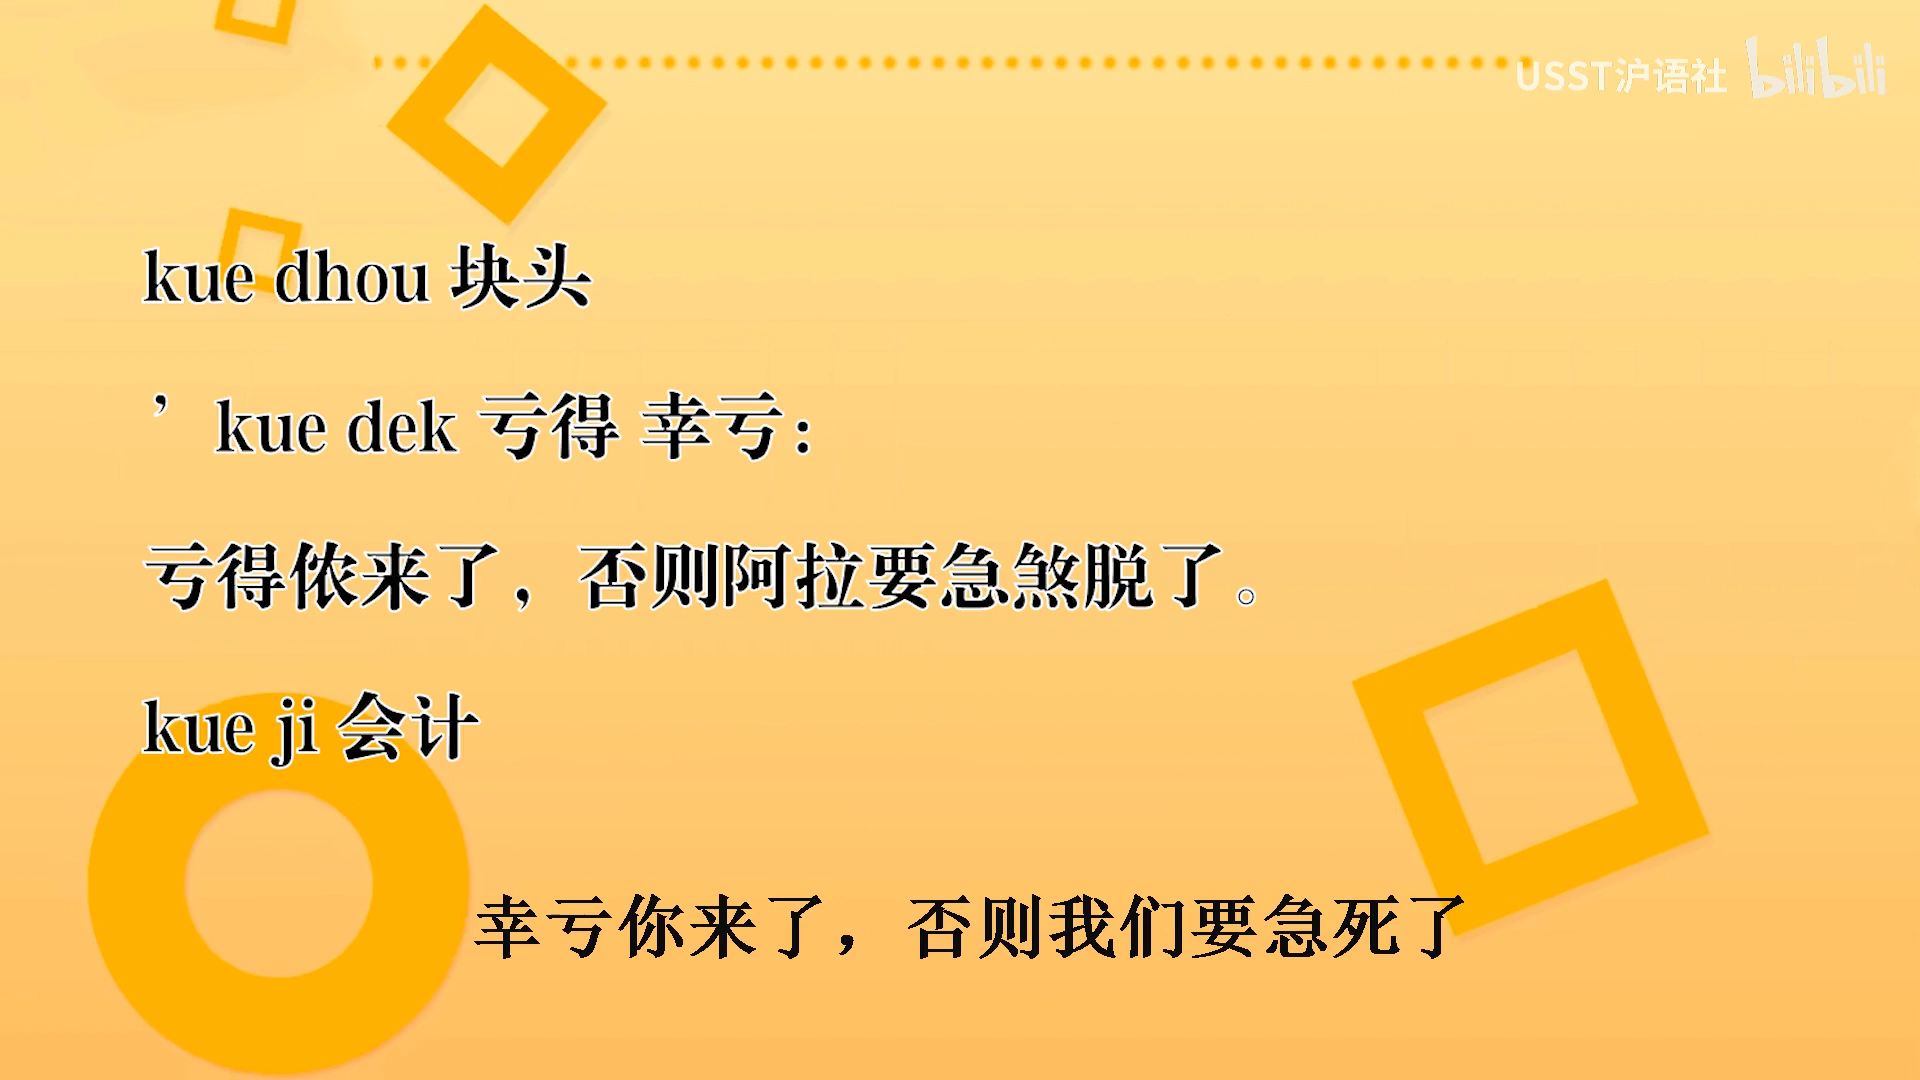 USST沪语社 bilibili
kue dhou 块头
’kue dek 亏得 幸亏：
亏得侬来了，否则阿拉要急煞脱了。
kue ji 会计
幸亏你来了，否则我们要急死了